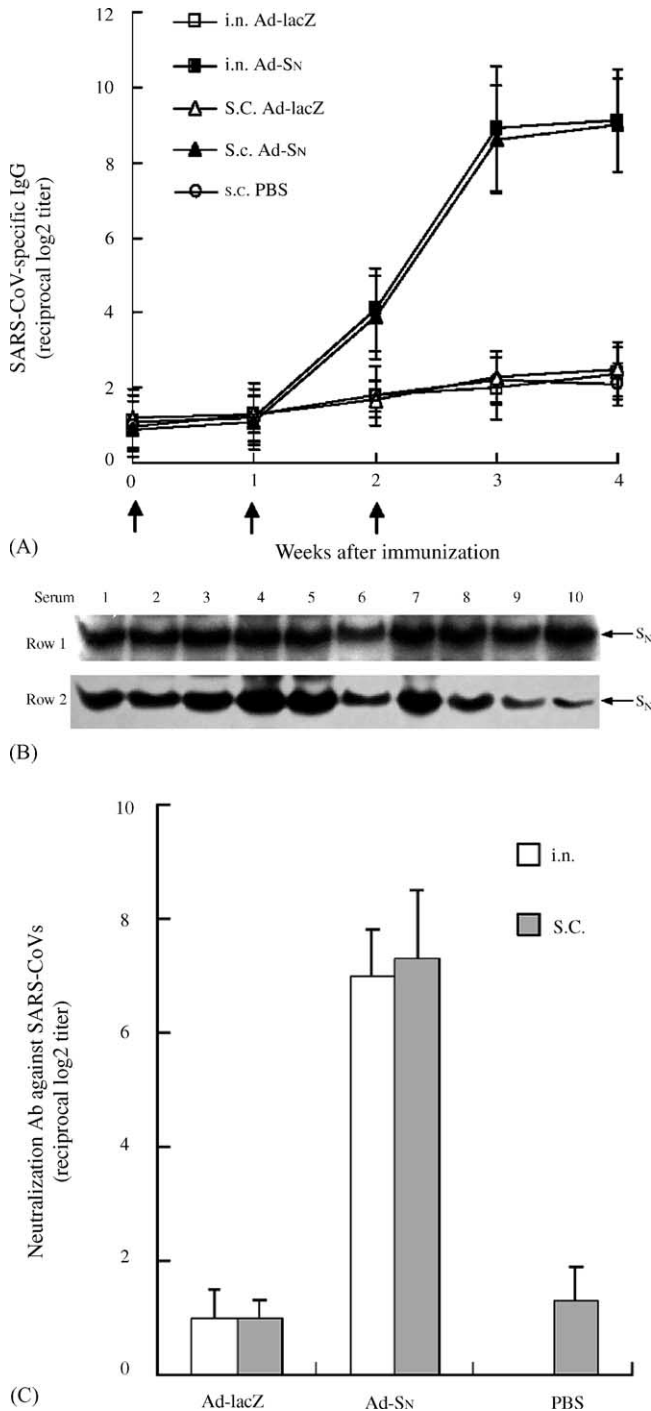 12
10
8
6
4
2
0
SARS-CoV-specific IgG
(reciprocal log2 titer)
i.n. Ad-lacZ
i.n. Ad-SN
S.C. Ad-lacZ
S.c. Ad-SN
s.c. PBS
0 1 2 3 4
Weeks after immunization
(A)
Serum 1 2 3 4 5 6 7 8 9 10
Row 1 SN
Row 2 SN
(B)
10
8
6
4
2
0
Neutralization Ab against SARS-CoVs
(reciprocal log2 titer)
i.n.
S.C.
Ad-lacZ Ad-SN PBS
(C)